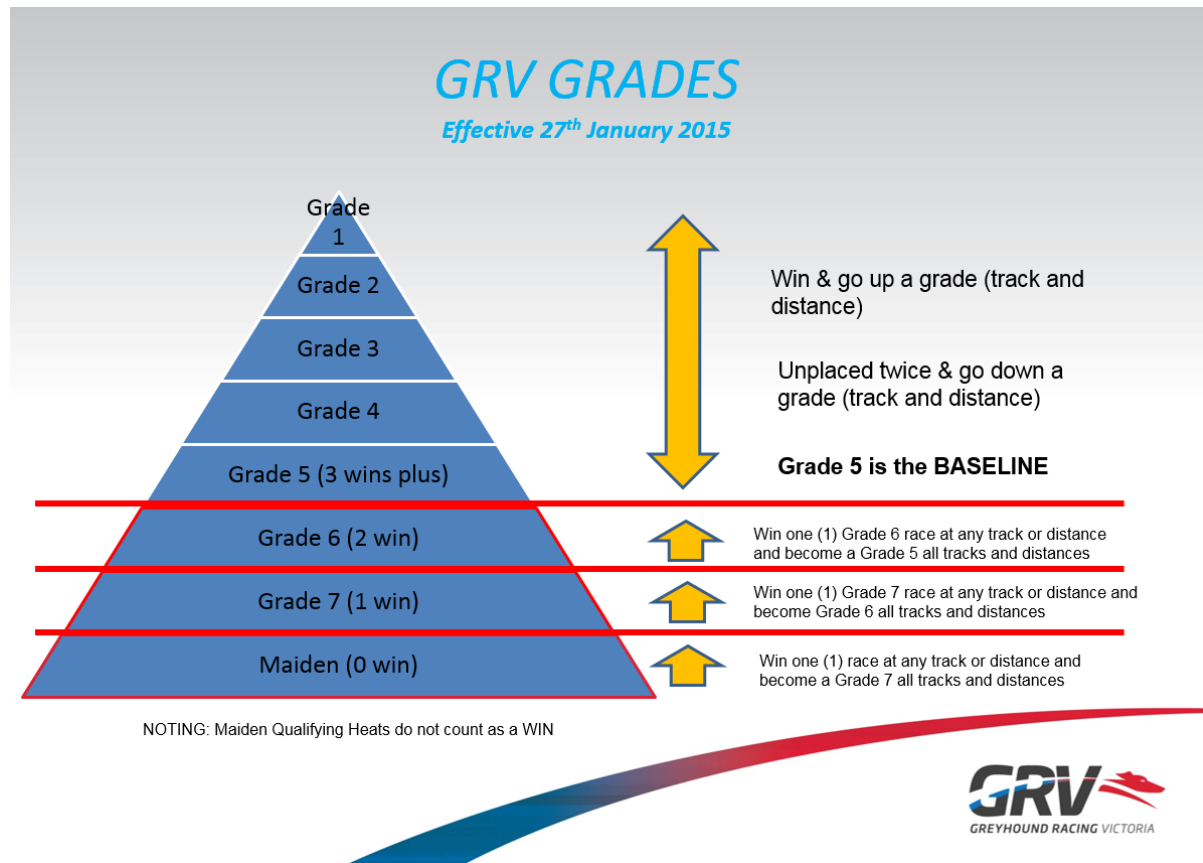 GRV GRADES
Effective 27th January 2015
Grade
1
Grade 2
Grade 3
Grade 4
Grade 5 (3 wins plus)
Grade 6 (2 win)
Grade 7 (1 win)
Maiden (0 win)
Win & go up a grade (track and
distance)
Unplaced twice & go down a
grade (track and distance)
Grade 5 is the BASELINE
Win one (1) Grade 6 race at any track or distance
and become a Grade 5 all tracks and distances
Win one (1) Grade 7 race at any track or distance and
become Grade 6 all tracks and distances
Win one (1) race at any track or distance and
become a Grade 7 all tracks and distances
NOTING: Maiden Qualifying Heats do not count as a WIN
GRV
GREYHOUND RACING VICTORIA